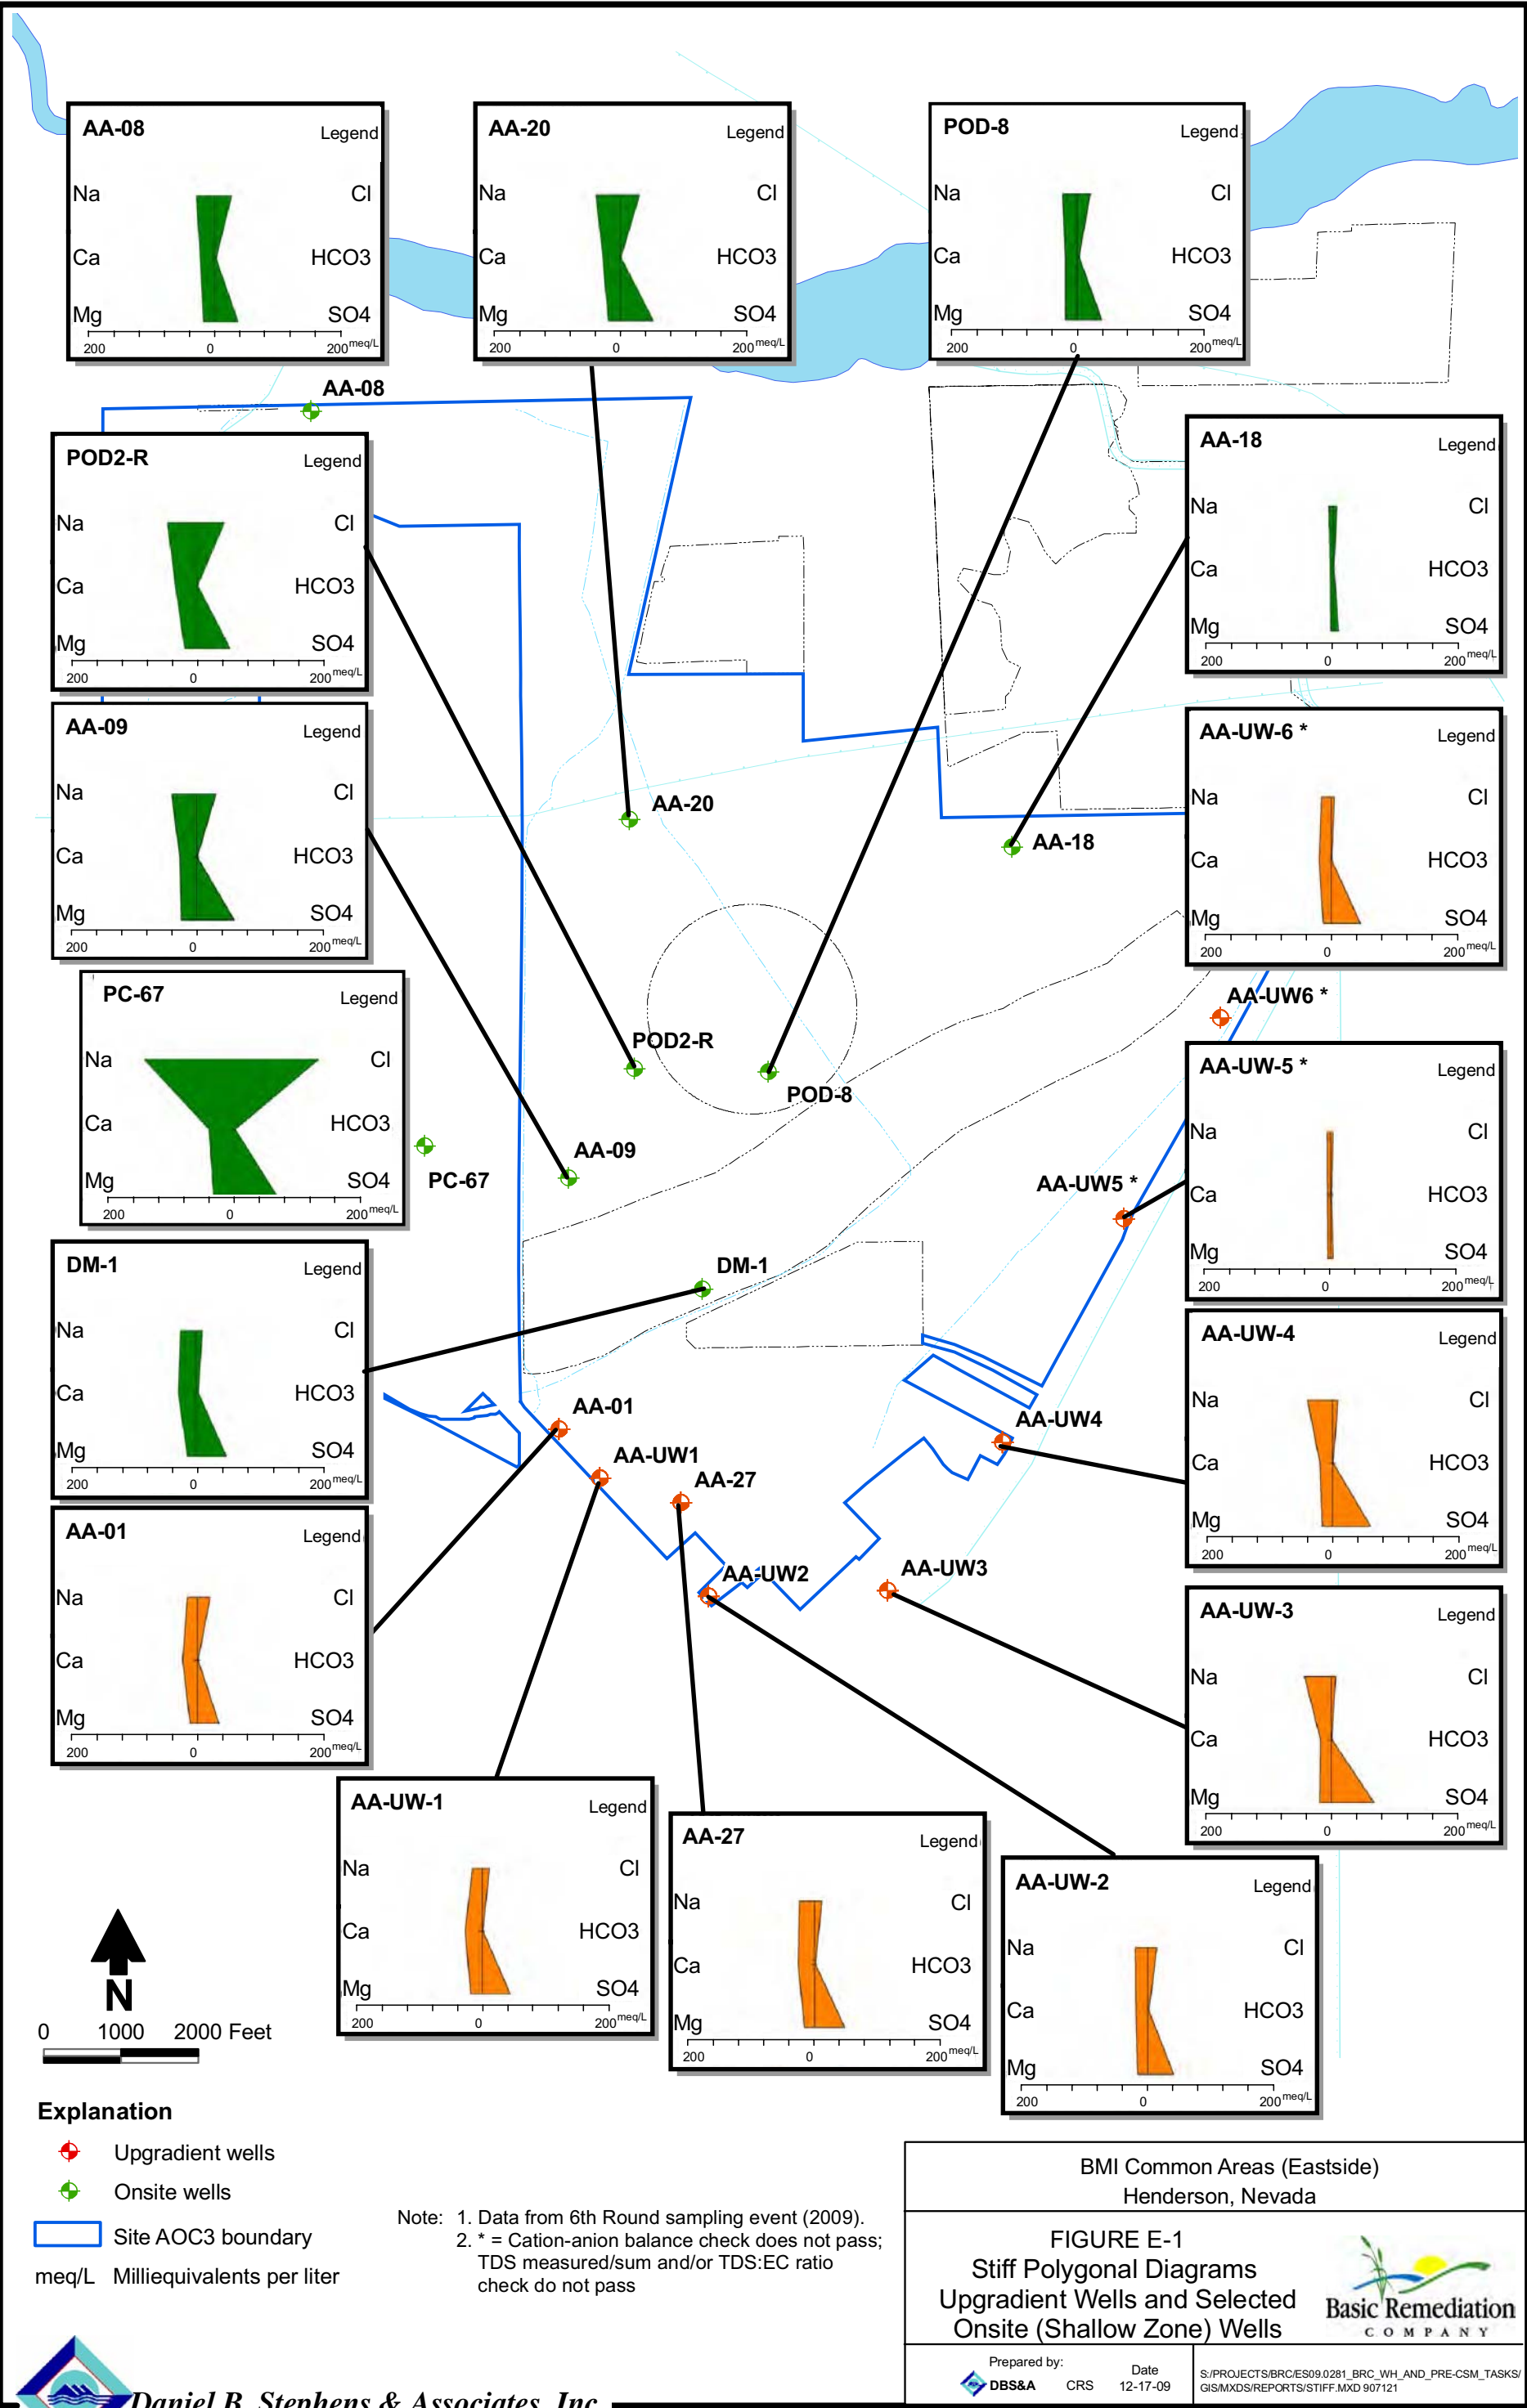 AA-08
Legend
Na
Cl
Ca
HCO3
Mg
SO4
200
0
200 meq/L
AA-20
Legend
Na
Cl
Ca
HCO3
Mg
SO4
200
0
200 meq/L
POD-8
Legend
Na
Cl
Ca
HCO3
Mg
SO4
200
0
200 meq/L
AA-08
POD2-R
Legend
Na
Cl
Ca
HCO3
Mg
SO4
200
0
200 meq/L
AA-18
Legend
Na
Cl
Ca
HCO3
Mg
SO4
200
0
200 meq/L
AA-09
Legend
Na
Cl
Ca
HCO3
Mg
SO4
200
0
200 meq/L
AA-UW-6 *
Legend
Na
Cl
Ca
HCO3
Mg
SO4
200
0
200 meq/L
AA-20
AA-18
PC-67
Legend
Na
Cl
Ca
HCO3
Mg
SO4
200
0
200 meq/L
AA-UW6 *
POD2-R
POD-8
AA-09
PC-67
AA-UW5 *
AA-UW-5 *
Legend
Na
Cl
Ca
HCO3
Mg
SO4
200
0
200 meq/L
DM-1
Legend
Na
Cl
Ca
HCO3
Mg
SO4
200
0
200 meq/L
DM-1
AA-UW-4
Legend
Na
Cl
Ca
HCO3
Mg
SO4
200
0
200 meq/L
AA-01
AA-UW4
AA-UW1
AA-27
AA-UW2
AA-UW3
AA-01
Legend
Na
Cl
Ca
HCO3
Mg
SO4
200
0
200 meq/L
AA-UW-3
Legend
Na
Cl
Ca
HCO3
Mg
SO4
200
0
200 meq/L
AA-UW-1
Legend
Na
Cl
Ca
HCO3
Mg
SO4
200
0
200 meq/L
AA-27
Legend
Na
Cl
Ca
HCO3
Mg
SO4
200
0
200 meq/L
AA-UW-2
Legend
Na
Cl
Ca
HCO3
Mg
SO4
200
0
200 meq/L
N
0 1000 2000 Feet
Explanation
Upgradient wells
Onsite wells
Site AOC3 boundary
meq/L Milliequivalents per liter
Note: 1. Data from 6th Round sampling event (2009).
2. * = Cation-anion balance check does not pass;
TDS measured/sum and/or TDS:EC ratio
check do not pass
BMI Common Areas (Eastside)
Henderson, Nevada
FIGURE E-1
Stiff Polygonal Diagrams
Upgradient Wells and Selected
Onsite (Shallow Zone) Wells
Basic Remediation
COMPANY
Prepared by:
DBS&A
CRS
Date
12-17-09
S:/PROJECTS/BRC/ES09.0281_BRC_WH_AND_PRE-CSM_TASKS/
GIS/MXDS/REPORTS/STIFF.MXD 907121
Daniel B. Stephens & Associates, Inc.